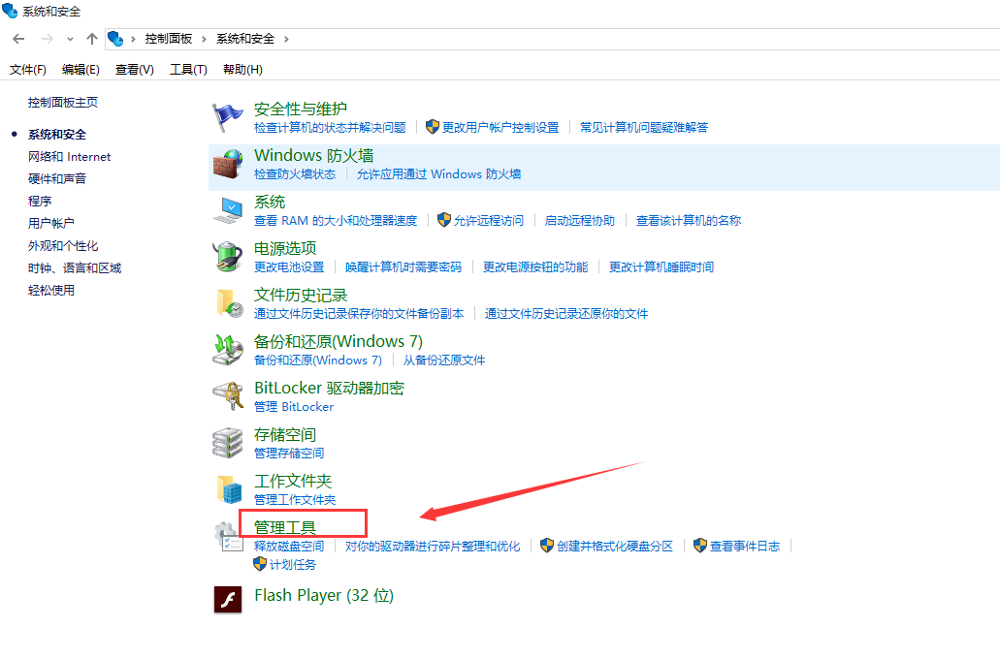 系统和安全
控制面板 系统和安全
文件(F) 编辑(E) 查看(V) 工具(T) 帮助(H)
控制面板主页
系统和安全
网络和 Internet
硬件和声音
程序
用户帐户
外观和个性化
时钟、语言和区域
轻松使用
安全性与维护
检查计算机的状态并解决问题 更改用户帐户控制设置 常见计算机问题疑难解答
Windows 防火墙
检查防火墙状态 允许应用通过 Windows 防火墙
系统
查看 RAM 的大小和处理器速度 允许远程访问 启动远程协助 查看该计算机的名称
电源选项
更改电池设置 唤醒计算机时需要密码 更改电源按钮的功能 更改计算机睡眠时间
文件历史记录
通过文件历史记录保存你的文件备份副本 通过文件历史记录还原你的文件
备份和还原(Windows 7)
备份和还原(Windows 7) 从备份还原文件
BitLocker 驱动器加密
管理 BitLocker
存储空间
管理存储空间
工作文件夹
管理工作文件夹
管理工具
释放磁盘空间 对你的驱动器进行碎片整理和优化 创建并格式化硬盘分区 查看事件日志
计划任务
Flash Player (32 位)